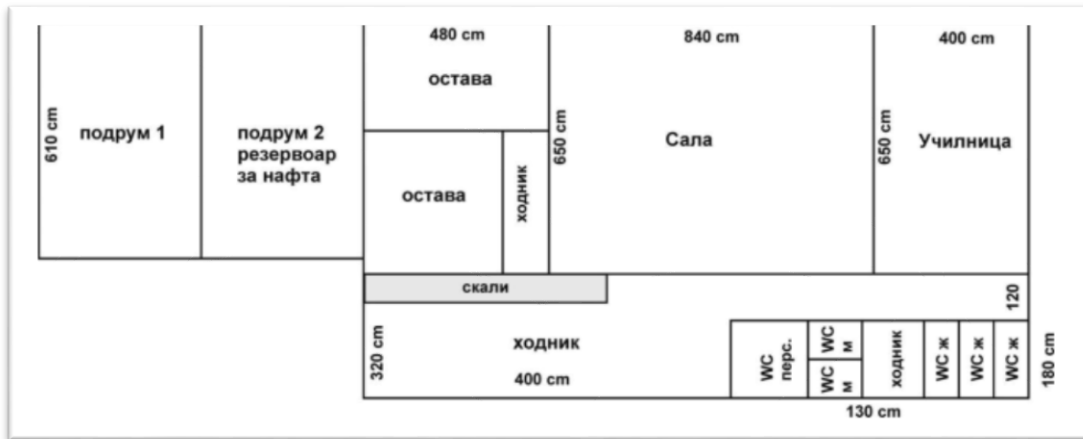 480 cm
840 cm
400 cm
остава
610 cm
подрум 1
подрум 2
резервоар
за нафта
650 cm
Сала
650 cm
Училница
остава
ходник
скали
120
320 cm
ходник
400 cm
WC
перс.
WC
м
WC
м
ходник
WC ж
WC ж
WC ж
180 cm
130 cm